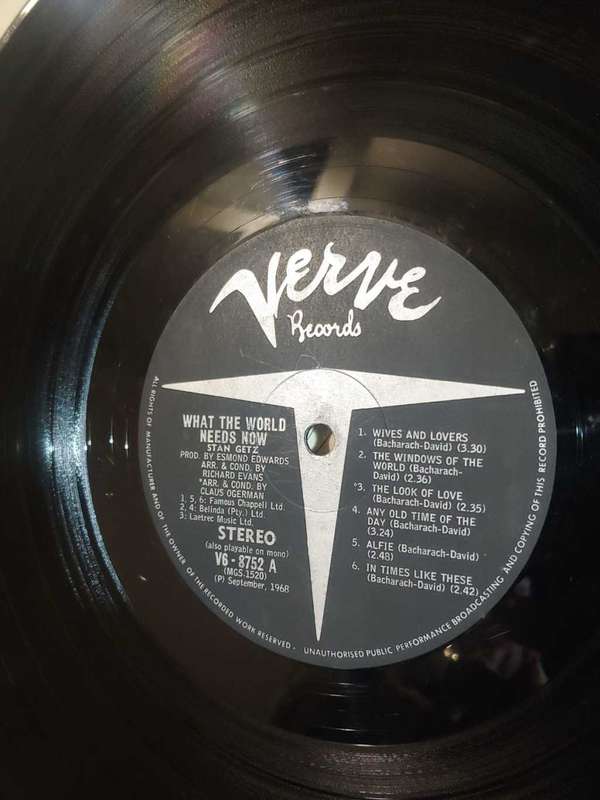 Verve
Records
WHAT THE WORLD
NEEDS NOW
STAN GETZ
PROD. BY ESMOND EDWARDS
ARR. & COND. BY
RICHARD EVANS
*ARR. & COND. BY
CLAUS OGERMAN
1, 5, 6: Famous Chappell Ltd.
2, 4: Belinda (Pty.) Ltd.
3: Laetrec Music Ltd.
STEREO
(also playable on mono)
V6 - 8752 A
(MGS.1520)
(P) September, 1968
1. WIVES AND LOVERS
(Bacharach-David) (3.30)
2. THE WINDOWS OF THE
WORLD (Bacharach-
David) (2.36)
*3. THE LOOK OF LOVE
(Bacharach-David) (2.35)
4. ANY OLD TIME OF THE
DAY (Bacharach-David)
(3.24)
5. ALFIE (Bacharach-David)
(2.48)
6. IN TIMES LIKE THESE
(Bacharach-David) (2.42)
ALL RIGHTS OF MANUFACTURER AND OF THE OWNER OF THE RECORDED WORK RESERVED. UNAUTHORISED PUBLIC PERFORMANCE BROADCASTING AND COPYING OF THIS RECORD PROHIBITED